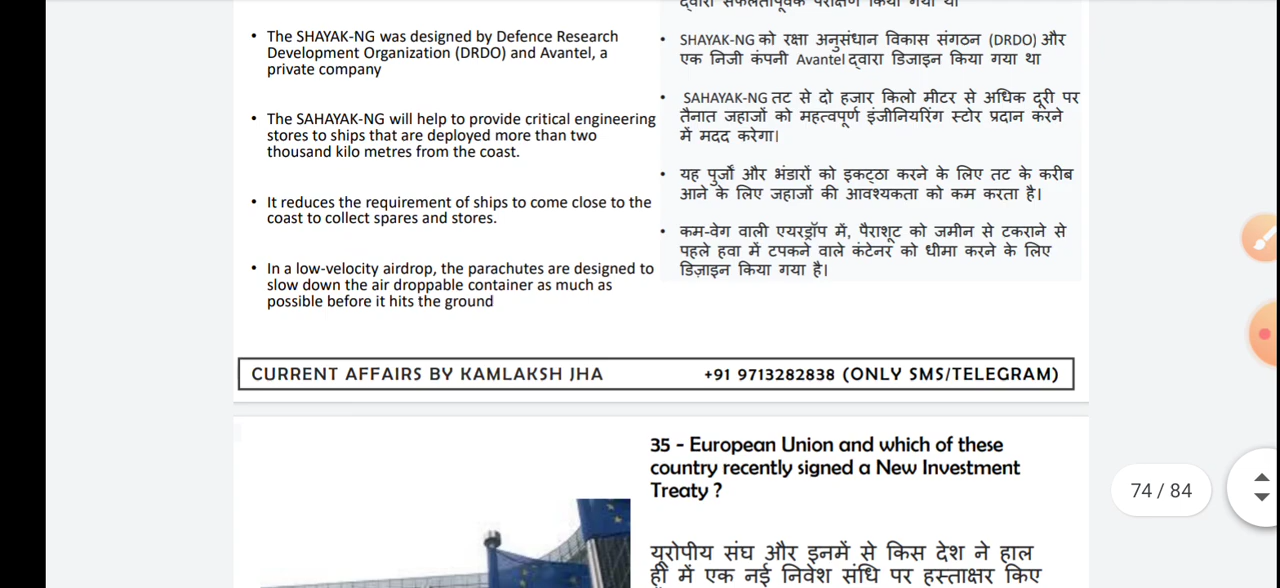 The SHAYAK-NG was designed by Defence Research
Development Organization (DRDO) and Avantel, a
private company
The SAHAYAK-NG will help to provide critical engineering
stores to ships that are deployed more than two
thousand kilo metres from the coast.
It reduces the requirement of ships to come close to the
coast to collect spares and stores.
In a low-velocity airdrop, the parachutes are designed to
slow down the air droppable container as much as
possible before it hits the ground
द्वारा सफलतापूर्वक परीक्षण किया गया था
SHAYAK-NG को रक्षा अनुसंधान विकास संगठन (DRDO) और
एक निजी कंपनी Avantel द्वारा डिजाइन किया गया था
SAHAYAK-NG तट से दो हजार किलो मीटर से अधिक दूरी पर
तैनात जहाजों को महत्वपूर्ण इंजीनियरिंग स्टोर प्रदान करने
में मदद करेगा।
यह पुर्जों और भंडारों को इकट्ठा करने के लिए तट के करीब
आने के लिए जहाजों की आवश्यकता को कम करता है।
कम-वेग वाली एयरड्रॉप में, पैराशूट को जमीन से टकराने से
पहले हवा में टपकने वाले कंटेनर को धीमा करने के लिए
डिज़ाइन किया गया है।
CURRENT AFFAIRS BY KAMLAKSH JHA +91 9713282838 (ONLY SMS/TELEGRAM)
35 - European Union and which of these
country recently signed a New Investment
Treaty ?
यूरोपीय संघ और इनमें से किस देश ने हाल
ही में एक नई निवेश संधि पर हस्ताक्षर किए
74 / 84